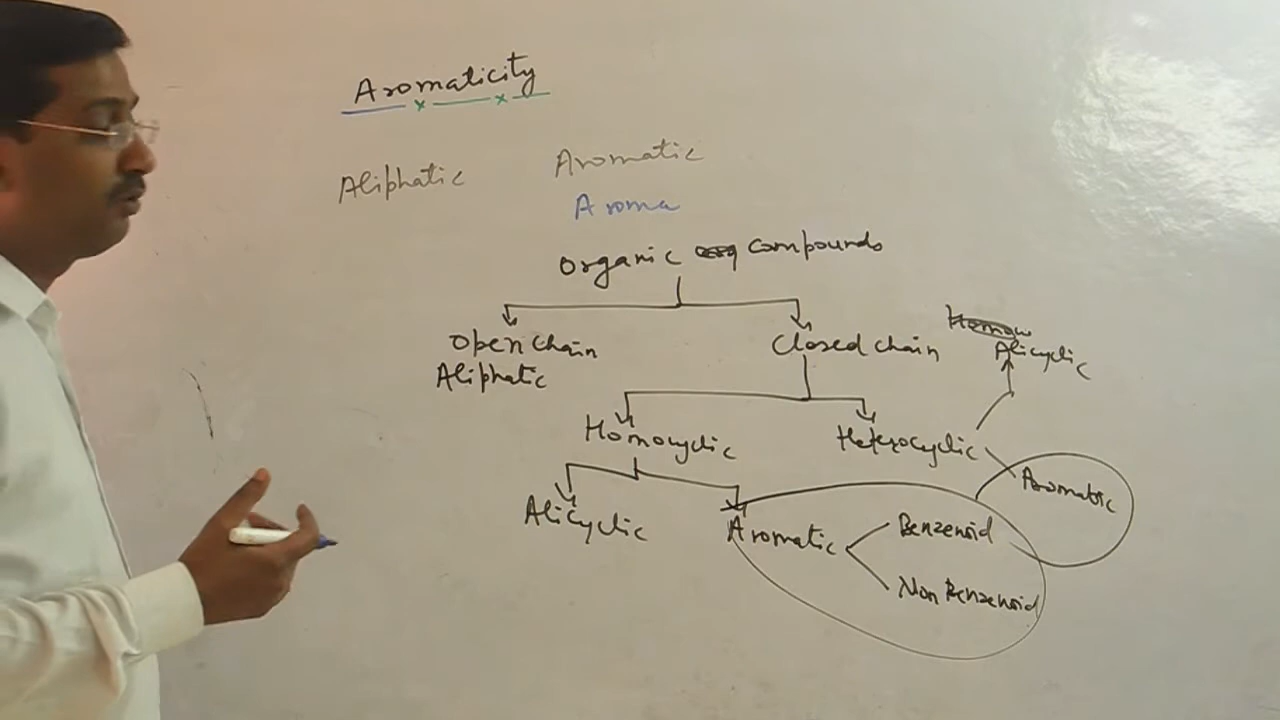 Aromaticity
Aliphatic
Aromatic
Aroma
Organic compounds
Open chain
Aliphatic
Closed chain
Alicyclic
Homocyclic
Heterocyclic
Aromatic
Alicyclic
Aromatic
Benzenoid
Non Benzenoid